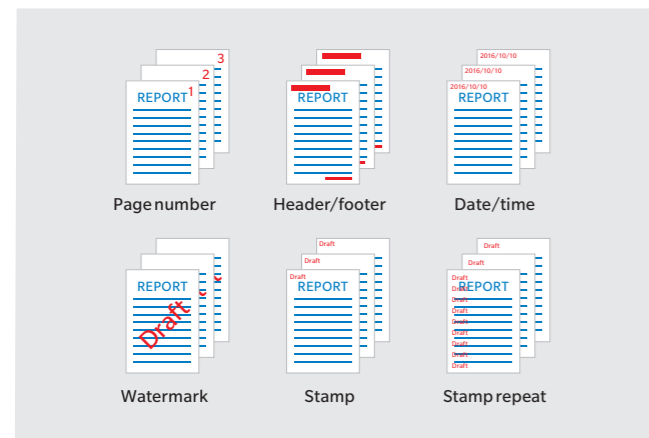 3
2
1
REPORT
REPORT
2016/10/10
2016/10/10
2016/10/10
REPORT
Page number
Header/footer
Date/time
REPORT
Draft
Draft
Draft
Draft
REPORT
Draft
Draft
Draft
REPORT
Draft
Draft
Draft
Draft
Draft
Draft
Draft
Draft
Watermark
Stamp
Stamp repeat